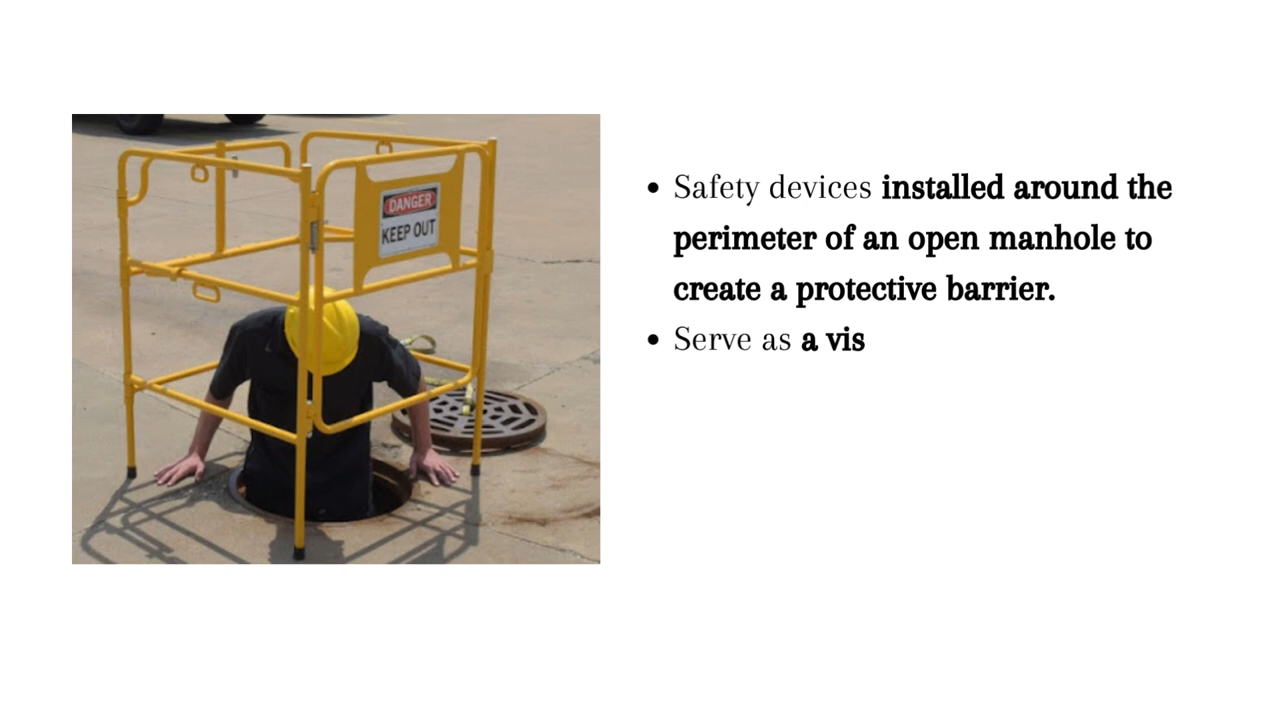 DANGER
KEEP OUT
• Safety devices installed around the
perimeter of an open manhole to
create a protective barrier.
• Serve as a vis